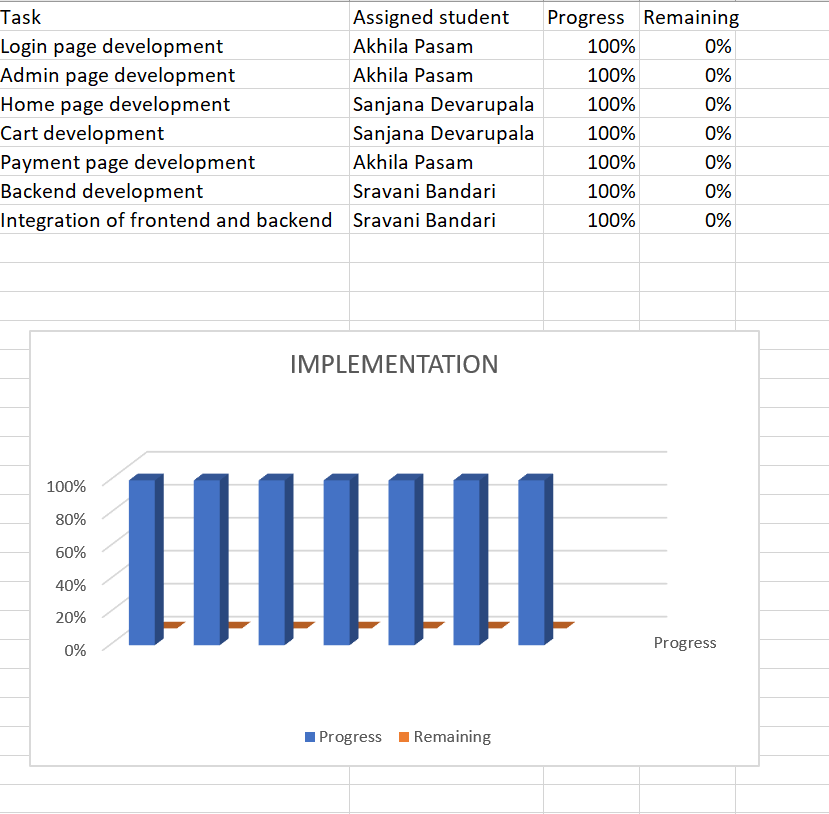 Task Assigned student Progress Remaining
Login page development Akhila Pasam 100% 0%
Admin page development Akhila Pasam 100% 0%
Home page development Sanjana Devarupala 100% 0%
Cart development Sanjana Devarupala 100% 0%
Payment page development Akhila Pasam 100% 0%
Backend development Sravani Bandari 100% 0%
Integration of frontend and backend Sravani Bandari 100% 0%
IMPLEMENTATION
100%
80%
60%
40%
20%
0%
Progress
Progress Remaining